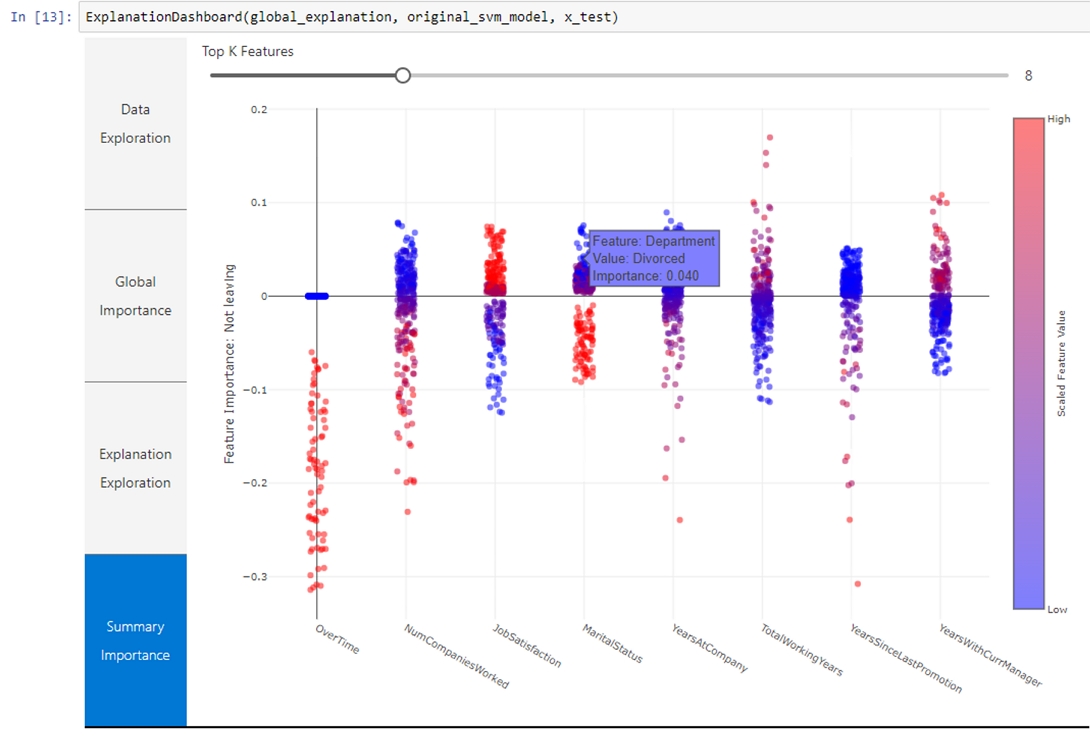 In [13]: ExplanationDashboard(global_explanation, original_svm_model, x_test)
Top K Features
8
Data
Exploration
Global
Importance
Explanation
Exploration
Summary
Importance
Feature Importance: Not leaving
0.2
0.1
0
−0.1
−0.2
−0.3
Feature: Department
Value: Divorced
Importance: 0.040
OverTime
NumCompaniesWorked
JobSatisfaction
MaritalStatus
YearsAtCompany
TotalWorkingYears
YearsSinceLastPromotion
YearsWithCurrManager
High
Scaled Feature Value
Low